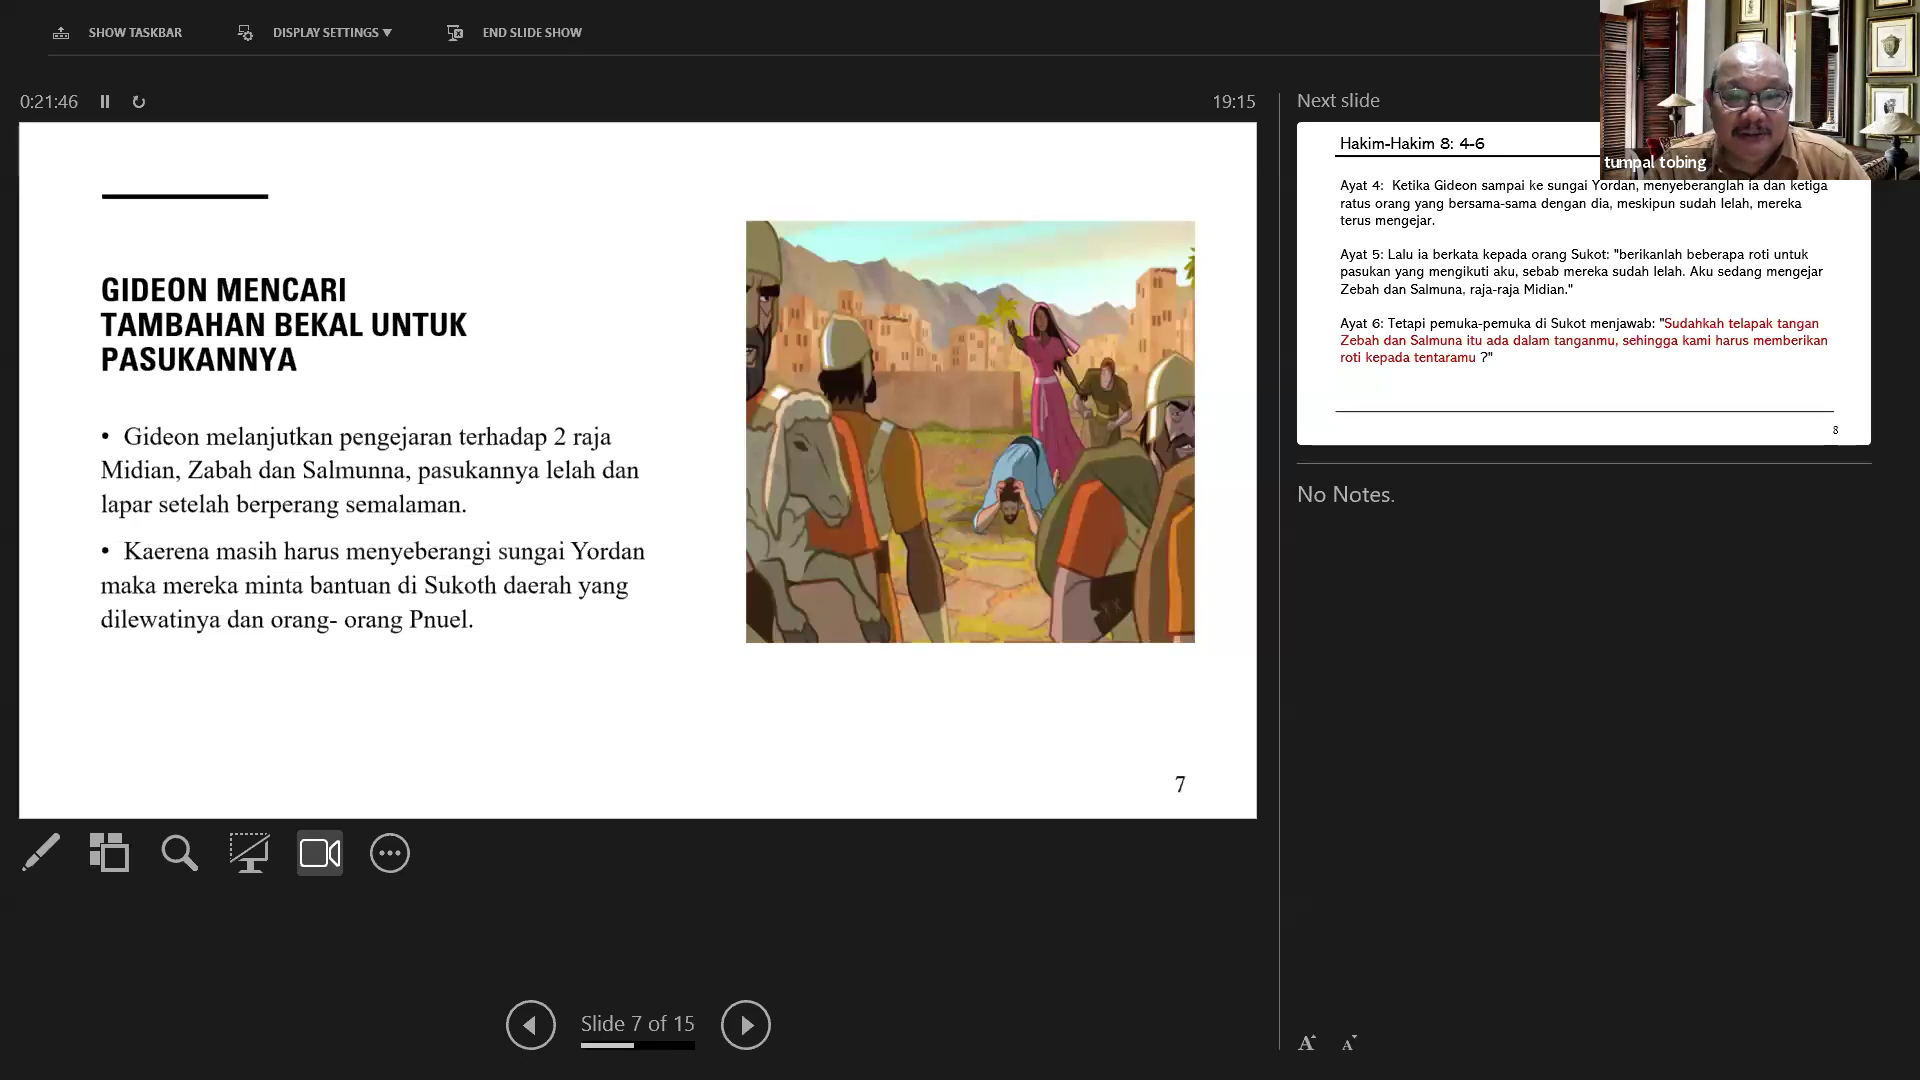 SHOW TASKBAR
DISPLAY SETTINGS ▼
END SLIDE SHOW
0:21:46
19:15
GIDEON MENCARI
TAMBAHAN BEKAL UNTUK
PASUKANNYA
• Gideon melanjutkan pengejaran terhadap 2 raja
Midian, Zabah dan Salmunna, pasukannya lelah dan
lapar setelah berperang semalaman.
• Kaerena masih harus menyeberangi sungai Yordan
maka mereka minta bantuan di Sukoth daerah yang
dilewatinya dan orang- orang Pnuel.
7
Slide 7 of 15
Next slide
tumpal tobing
Hakim-Hakim 8: 4-6
Ayat 4: Ketika Gideon sampai ke sungai Yordan, menyeberanglah ia dan ketiga
ratus orang yang bersama-sama dengan dia, meskipun sudah lelah, mereka
terus mengejar.
Ayat 5: Lalu ia berkata kepada orang Sukot: "berikanlah beberapa roti untuk
pasukan yang mengikuti aku, sebab mereka sudah lelah. Aku sedang mengejar
Zebah dan Salmuna, raja-raja Midian."
Ayat 6: Tetapi pemuka-pemuka di Sukot menjawab: "Sudahkah telapak tangan
Zebah dan Salmuna itu ada dalam tanganmu, sehingga kami harus memberikan
roti kepada tentaramu ?"
8
No Notes.
A A